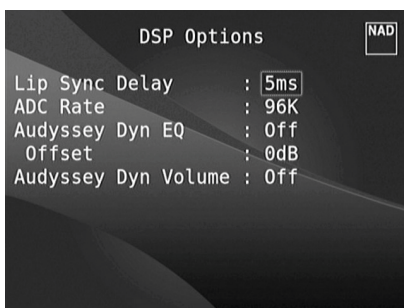 DSP Options
NAD
Lip Sync Delay : 5ms
ADC Rate : 96K
Audyssey Dyn EQ : Off
Offset : 0dB
Audyssey Dyn Volume : Off